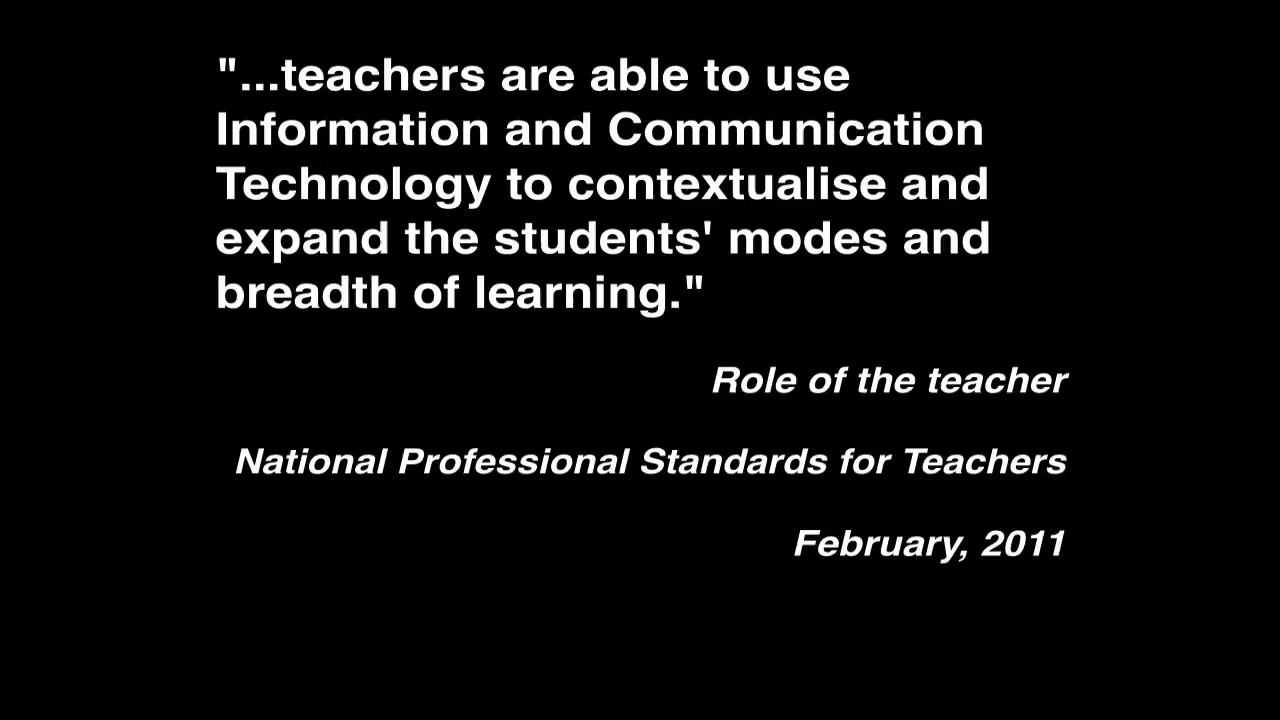 "...teachers are able to use
Information and Communication
Technology to contextualise and
expand the students' modes and
breadth of learning."
Role of the teacher
National Professional Standards for Teachers
February, 2011